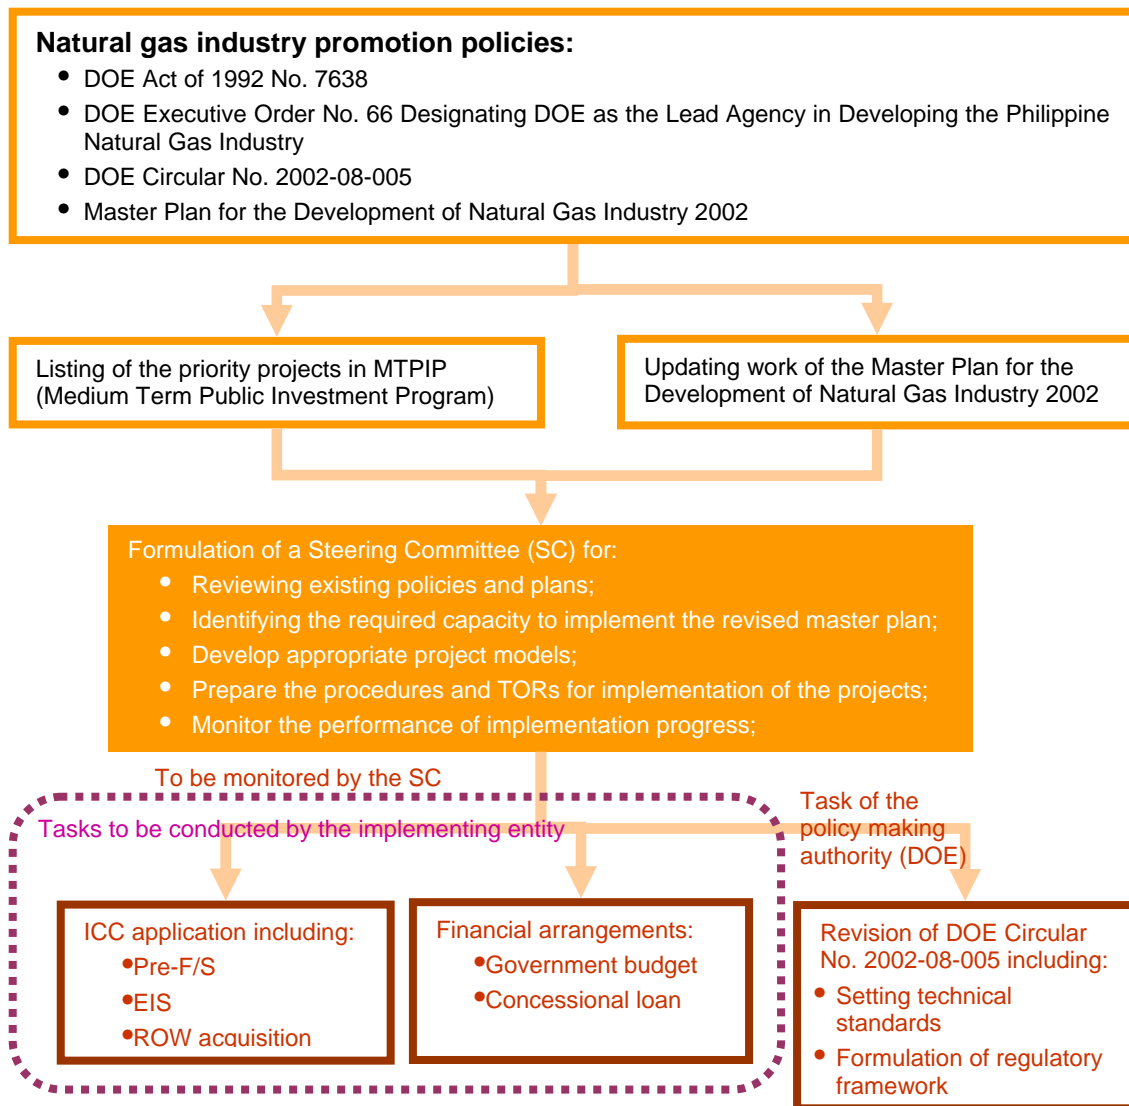 Natural gas industry promotion policies:
• DOE Act of 1992 No. 7638
• DOE Executive Order No. 66 Designating DOE as the Lead Agency in Developing the Philippine
Natural Gas Industry
• DOE Circular No. 2002-08-005
• Master Plan for the Development of Natural Gas Industry 2002
Listing of the priority projects in MTPIP
(Medium Term Public Investment Program)
Updating work of the Master Plan for the
Development of Natural Gas Industry 2002
Formulation of a Steering Committee (SC) for:
• Reviewing existing policies and plans;
• Identifying the required capacity to implement the revised master plan;
• Develop appropriate project models;
• Prepare the procedures and TORs for implementation of the projects;
• Monitor the performance of implementation progress;
To be monitored by the SC
Tasks to be conducted by the implementing entity
Task of the
policy making
authority (DOE)
ICC application including:
•Pre-F/S
•EIS
•ROW acquisition
Financial arrangements:
•Government budget
•Concessional loan
Revision of DOE Circular
No. 2002-08-005 including:
• Setting technical
standards
• Formulation of regulatory
framework